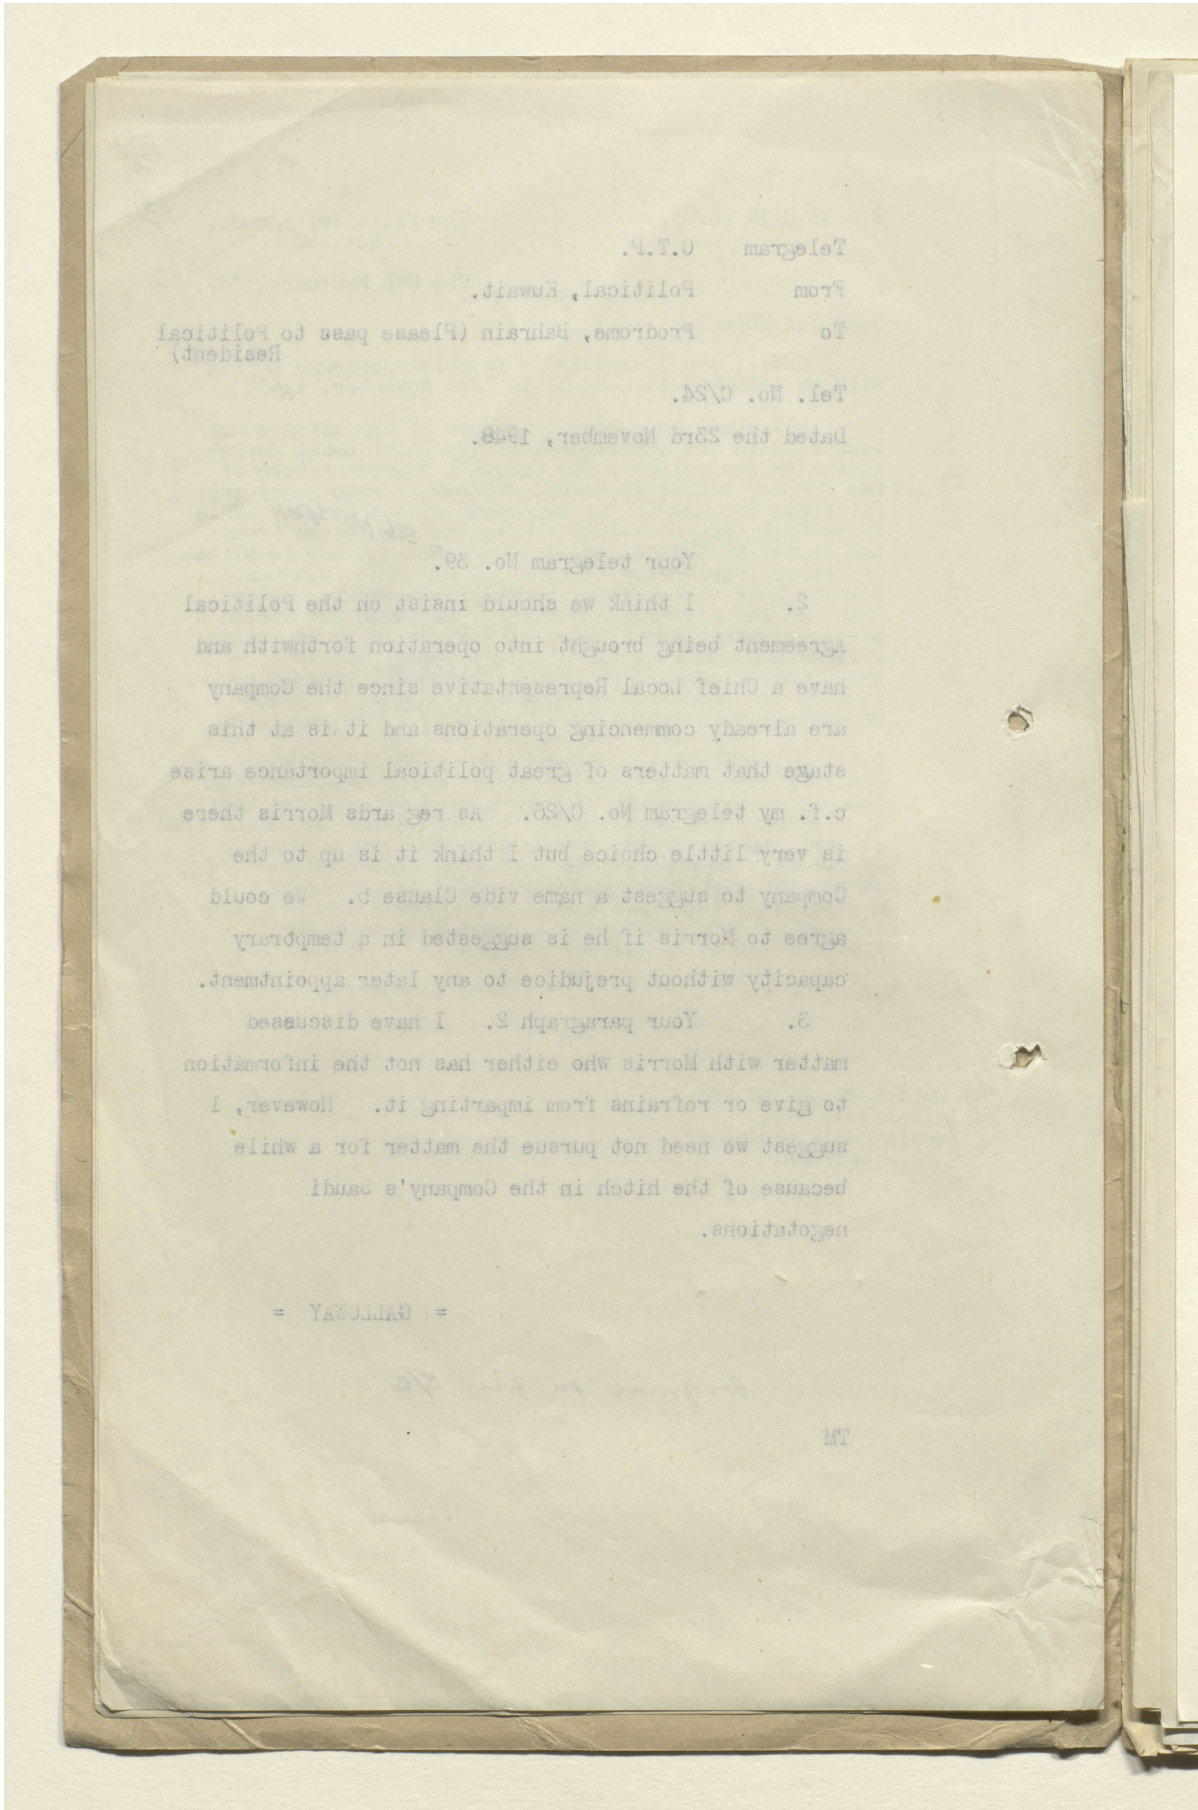 Telegram O.T.P.
From Political, Kuwait.
To Prodrome, Bahrain (Please pass to Political
Resident)
Tel. No. C/24.
Dated the 23rd November, 1948.
Your telegram No. 39.
2. I think we should insist on the Political
Agreement being brought into operation forthwith and
have a Chief Local Representative since the Company
are already commencing operations and it is at this
stage that matters of great political importance arise
c.f. my telegram No. C/26. As reg ards Morris there
is very little choice but I think it is up to the
Company to suggest a name vide Clause 5. We could
agree to Morris if he is suggested in a temporary
capacity without prejudice to any later appointment.
3. Your paragraph 2. I have discussed
matter with Morris who either has not the information
to give or refrains from imparting it. However, I
suggest we need not pursue the matter for a while
because of the hitch in the Company's Saudi
negotations.
= GALLOWAY =
TM